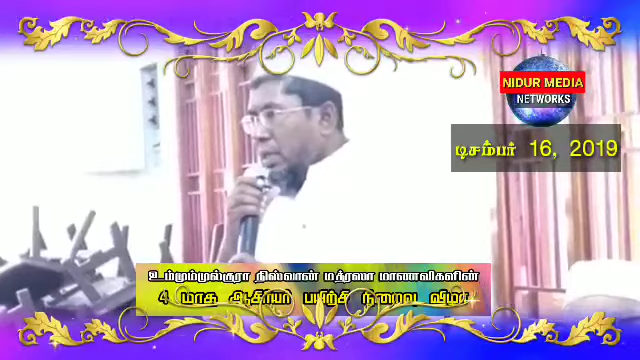 NIDUR MEDIA
NETWORKS
டிசம்பர் 16, 2019
உம்முமுல்குரா நிஸ்வான் மத்ரஸா மாணவிகளின்
4 மாத ஆசிரியர் பயிற்சி நிறைவு விழா